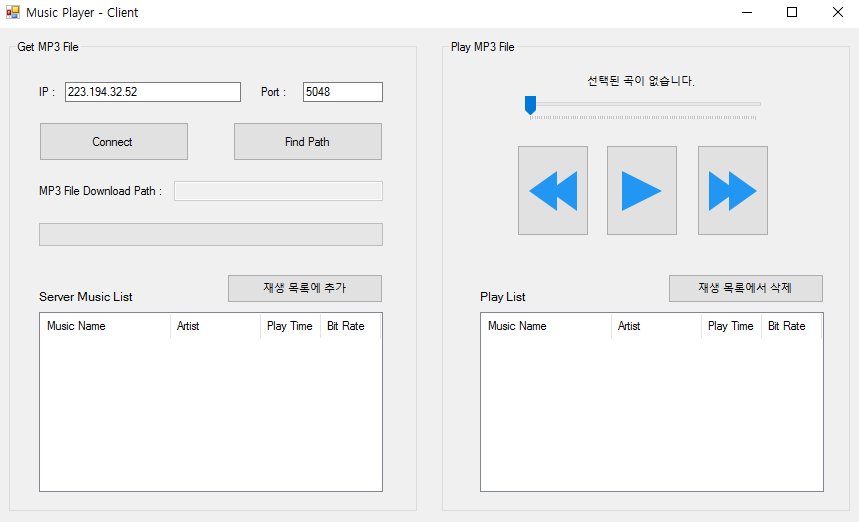 Music Player - Client
Get MP3 File
IP : 223.194.32.52 Port : 5048
Connect Find Path
MP3 File Download Path :
Server Music List 재생 목록에 추가
Music Name Artist Play Time Bit Rate
Play MP3 File
선택된 곡이 없습니다.
Play List 재생 목록에서 삭제
Music Name Artist Play Time Bit Rate